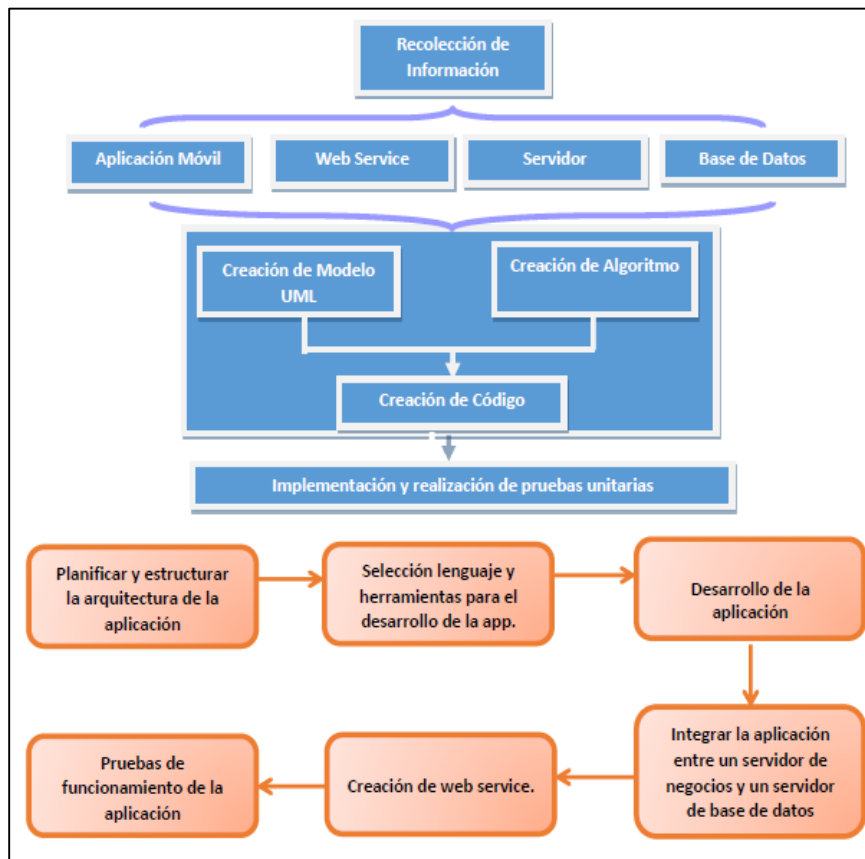 Recolección de
Información
Aplicación Móvil
Web Service
Servidor
Base de Datos
Creación de Modelo
UML
Creación de Algoritmo
Creación de Código
Implementación y realización de pruebas unitarias
Planificar y estructurar
la arquitectura de la
aplicación
Selección lenguaje y
herramientas para el
desarrollo de la app.
Desarrollo de la
aplicación
Integrar la aplicación
entre un servidor de
negocios y un servidor
de base de datos
Creación de web service.
Pruebas de
funcionamiento de la
aplicación